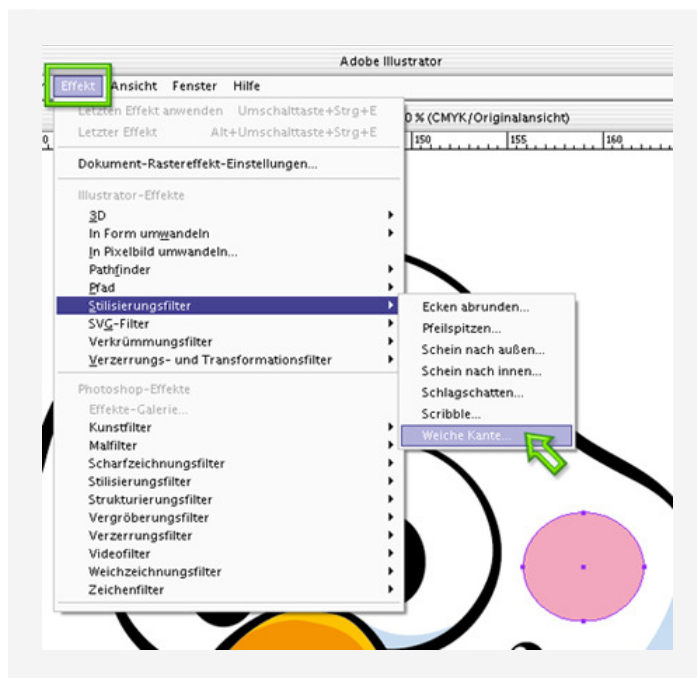 Adobe Illustrator
Effekt Ansicht Fenster Hilfe
Letzten Effekt anwenden Umschalttaste+Strg+E
Letzter Effekt Alt+Umschalttaste+Strg+E
0 % (CMYK/Originalansicht)
150 155 160
Dokument-Rastereffekt-Einstellungen...
Illustrator-Effekte
3D
In Form umwandeln
In Pixelbild umwandeln...
Pathfinder
Pfad
Stilisierungsfilter
SVG-Filter
Verkrümmungsfilter
Verzerrungs- und Transformationsfilter
Ecken abrunden...
Pfeilspitzen...
Schein nach außen...
Schein nach innen...
Schlagschatten...
Scribble...
Weiche Kante...
Photoshop-Effekte
Effekte-Galerie...
Kunstfilter
Malfilter
Scharfzeichnungsfilter
Stilisierungsfilter
Strukturierungsfilter
Vergröberungsfilter
Verzerrungsfilter
Videofilter
Weichzeichnungsfilter
Zeichenfilter